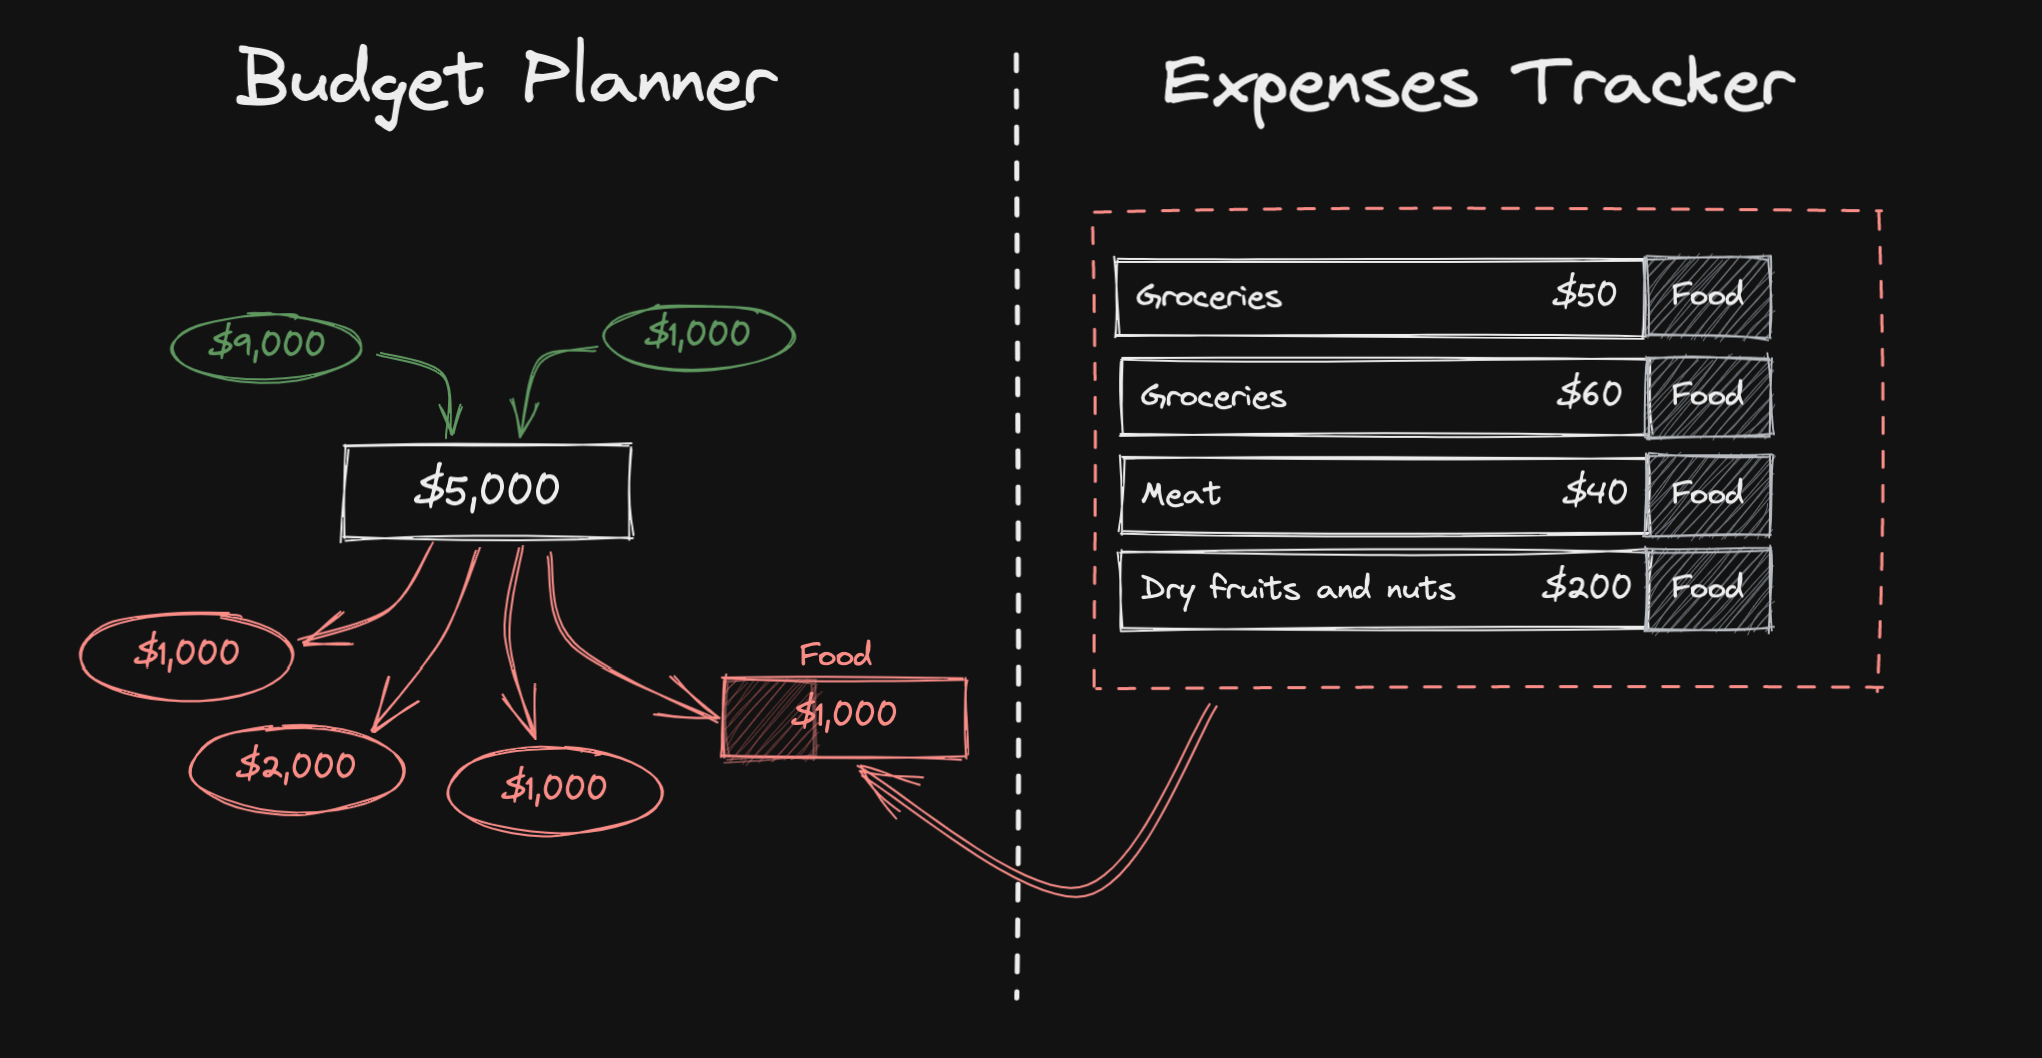 Budget Planner
Expenses Tracker
$9,000
$1,000
$5,000
$1,000
$2,000
$1,000
Food
$1,000
Groceries $50 Food
Groceries $60 Food
Meat $40 Food
Dry fruits and nuts $200 Food